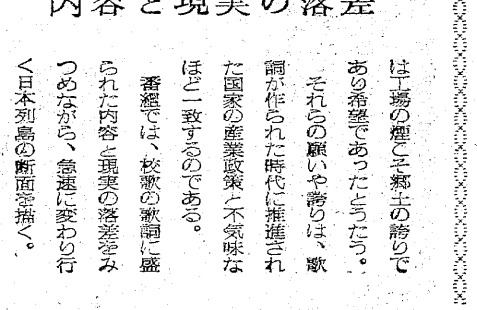 内容と現実の落差
は工場の煙こそ郷土の誇りで
あり希望であったとうたう。
それらの願いや誇りは、歌
詞が作られた時代に推進され
た国家の産業政策と不気味な
ほど一致するのである。
番組では、校歌の歌詞に盛
られた内容と現実の落差をみ
つめながら、急速に変わり行
く日本列島の断面を描く。